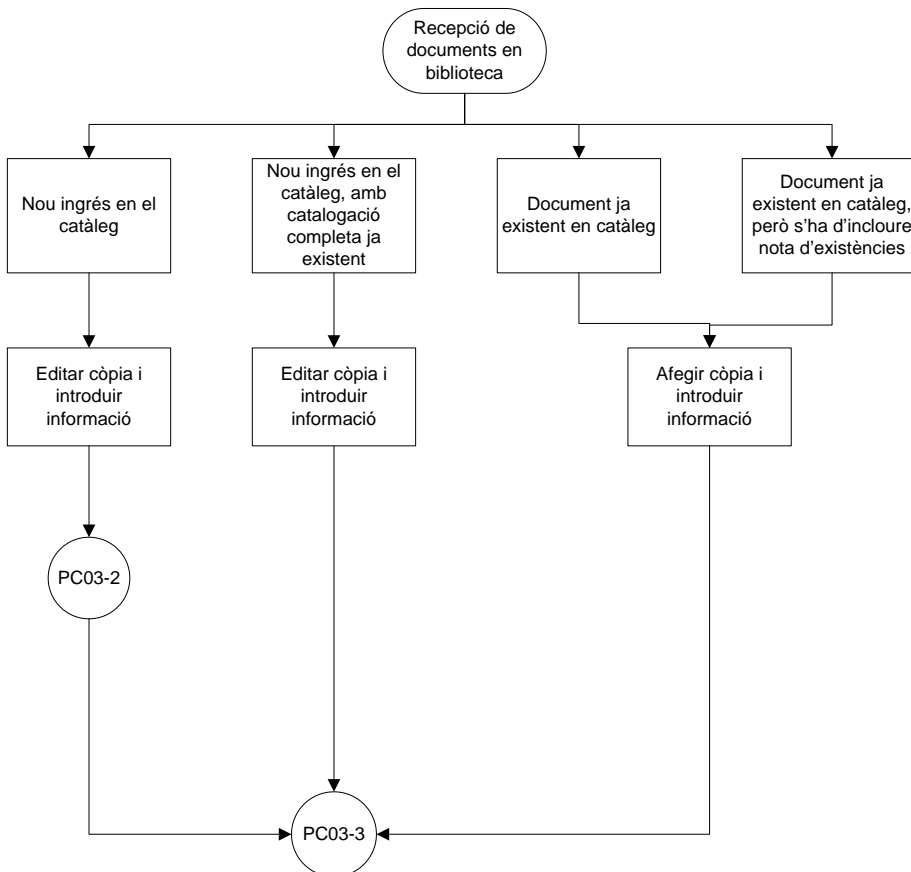 Recepció de
documents en
biblioteca
Nou ingrés en el
catàleg
Nou ingrés en el
catàleg, amb
catalogació
completa ja
existent
Document ja
existent en catàleg
Document ja
existent en catàleg,
però s'ha d'incloure
nota d'existències
Editar còpia i
introduir
informació
Editar còpia i
introduir
informació
Afegir còpia i
introduir
informació
PC03-2
PC03-3